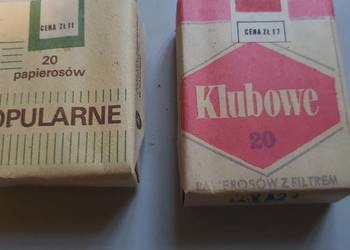 CENA ZŁ 11
20
papierosów
OPULARNE
CENA ZŁ 17
Klubowe
20
PAPIEROSÓW Z FILTREM